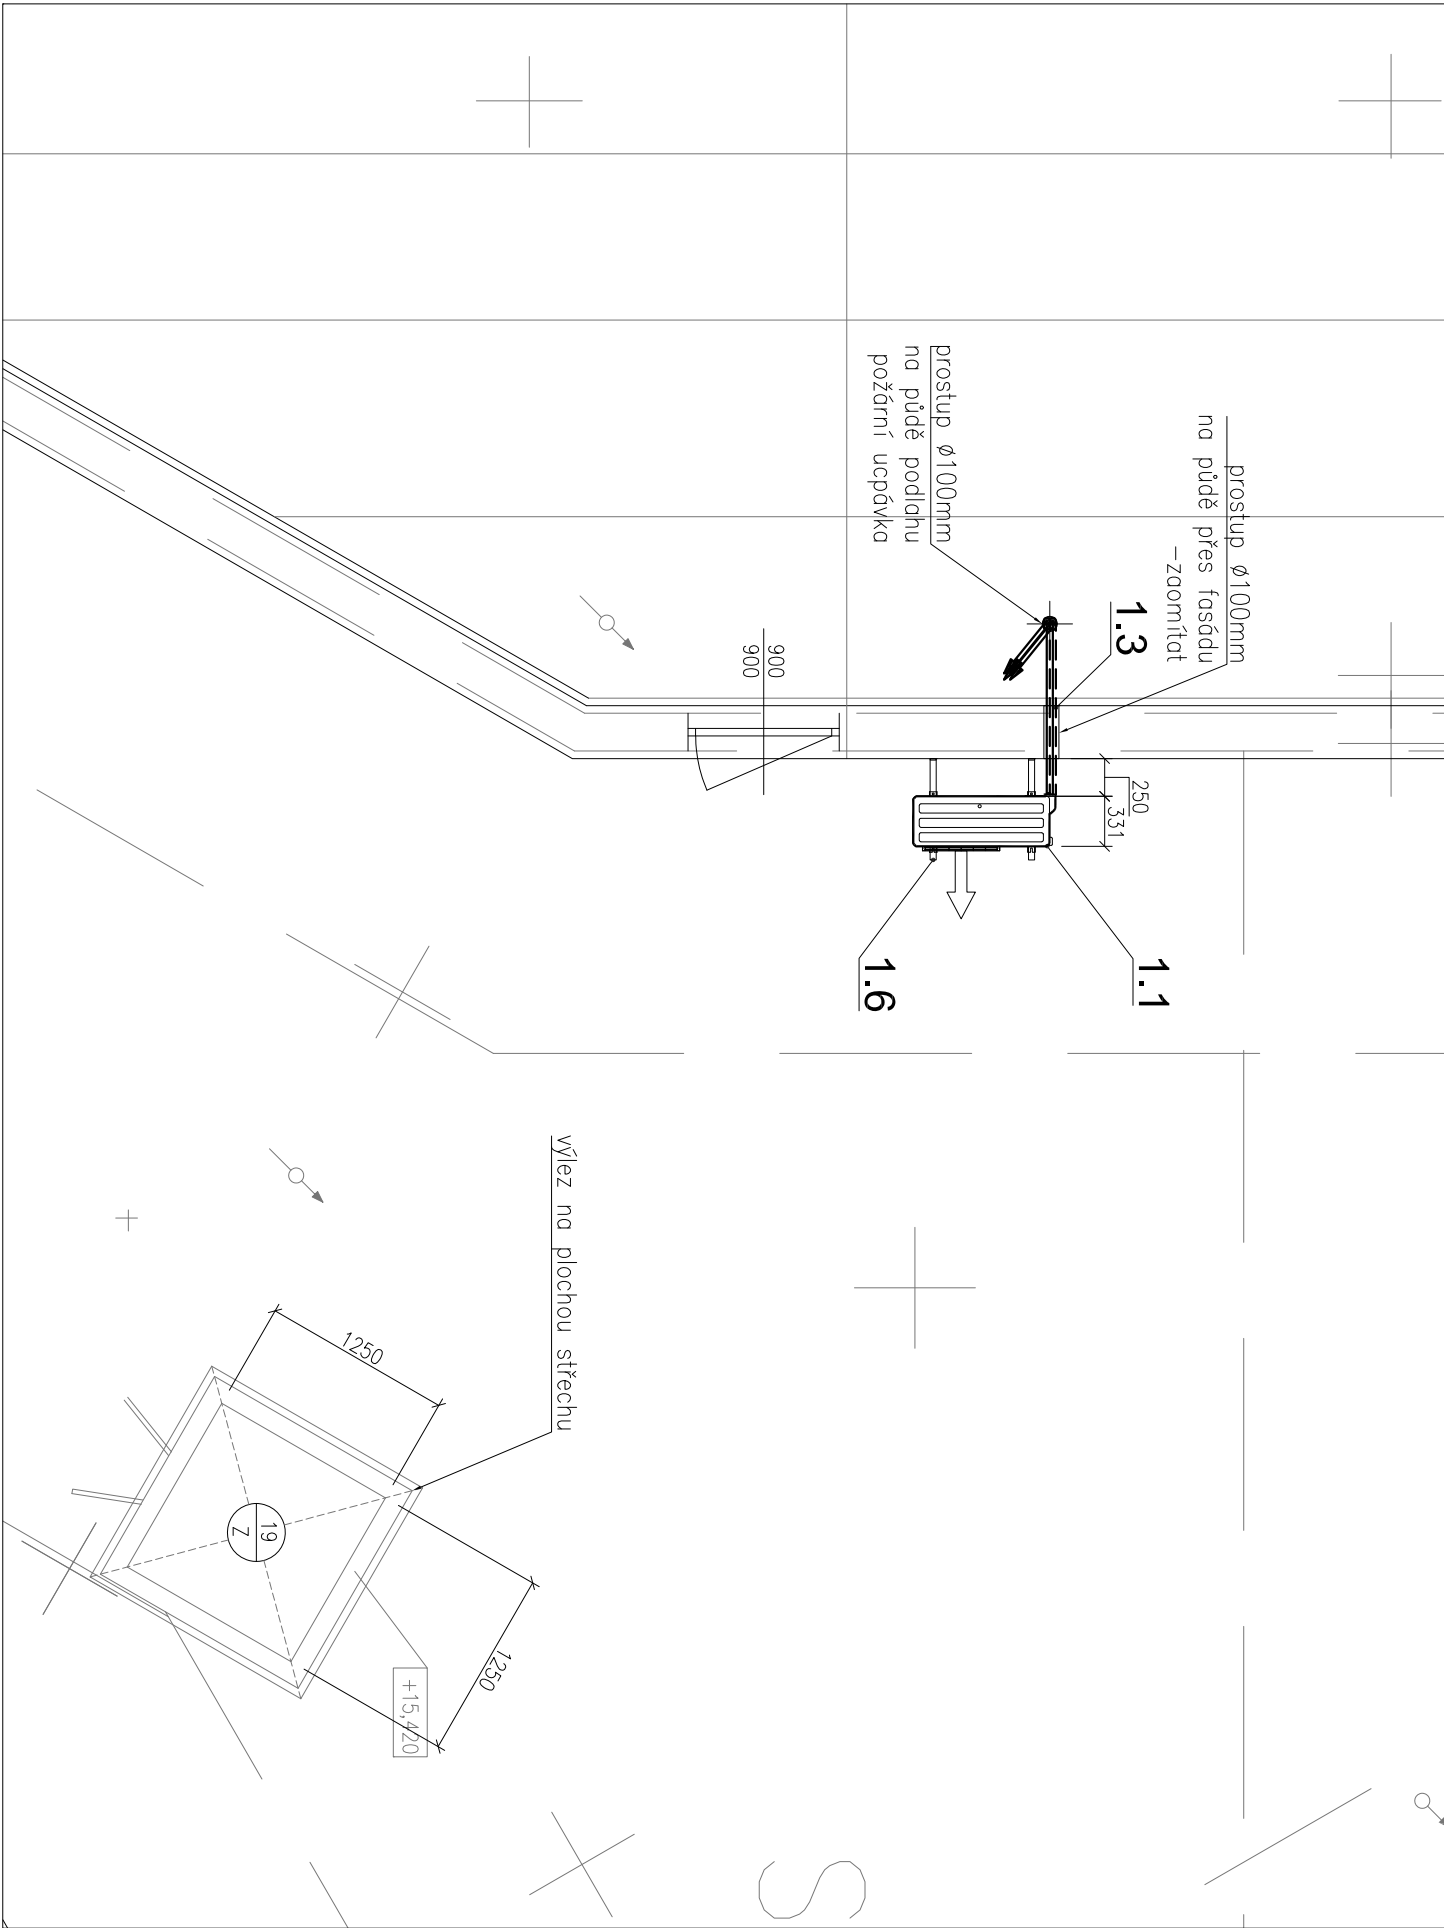 prostup ø100mm
na půdě přes fasádu
-zaomítat
prostup ø100mm
na půdě podlahu
požární ucpávka
1.3
900
900
250
331
1.1
1.6
výlez na plochou střechu
1250
1250
19
Z
+15,420
S